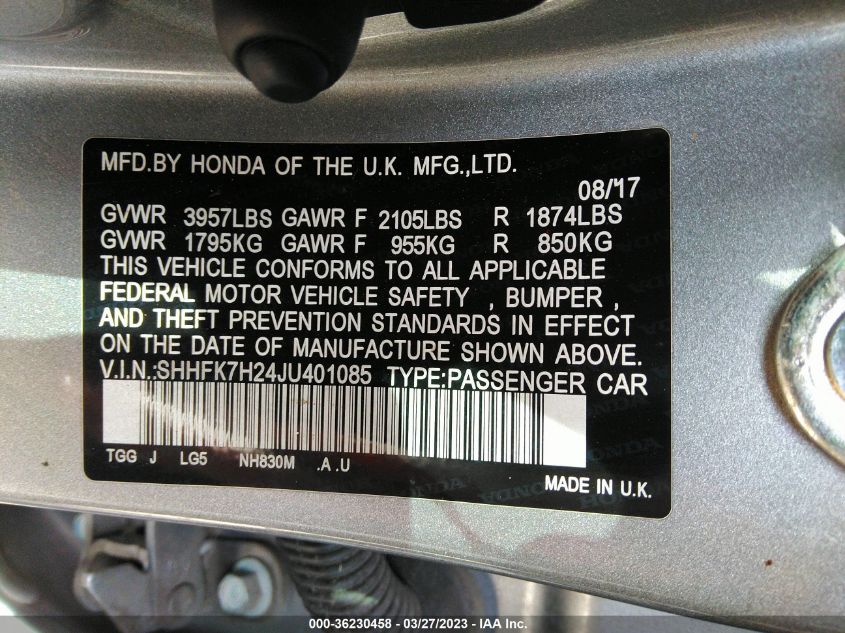 MFD.BY HONDA OF THE U.K. MFG.,LTD.
08/'17
GVWR 3957LBS GAWR F 2105LBS R 1874LBS
GVWR 1795KG GAWR F 955KG R 850KG
THIS VEHICLE CONFORMS TO ALL APPLICABLE
FEDERAL MOTOR VEHICLE SAFETY , BUMPER ,
AND THEFT PREVENTION STANDARDS IN EFFECT
ON THE DATE OF MANUFACTURE SHOWN ABOVE.
V.I.N.:SHHFK7H24JU401085 TYPE:PASSENGER CAR
TGG J LG5 NH830M .A .U
MADE IN U.K.
000-36230458 - 03/27/2023 - © IAA Inc.